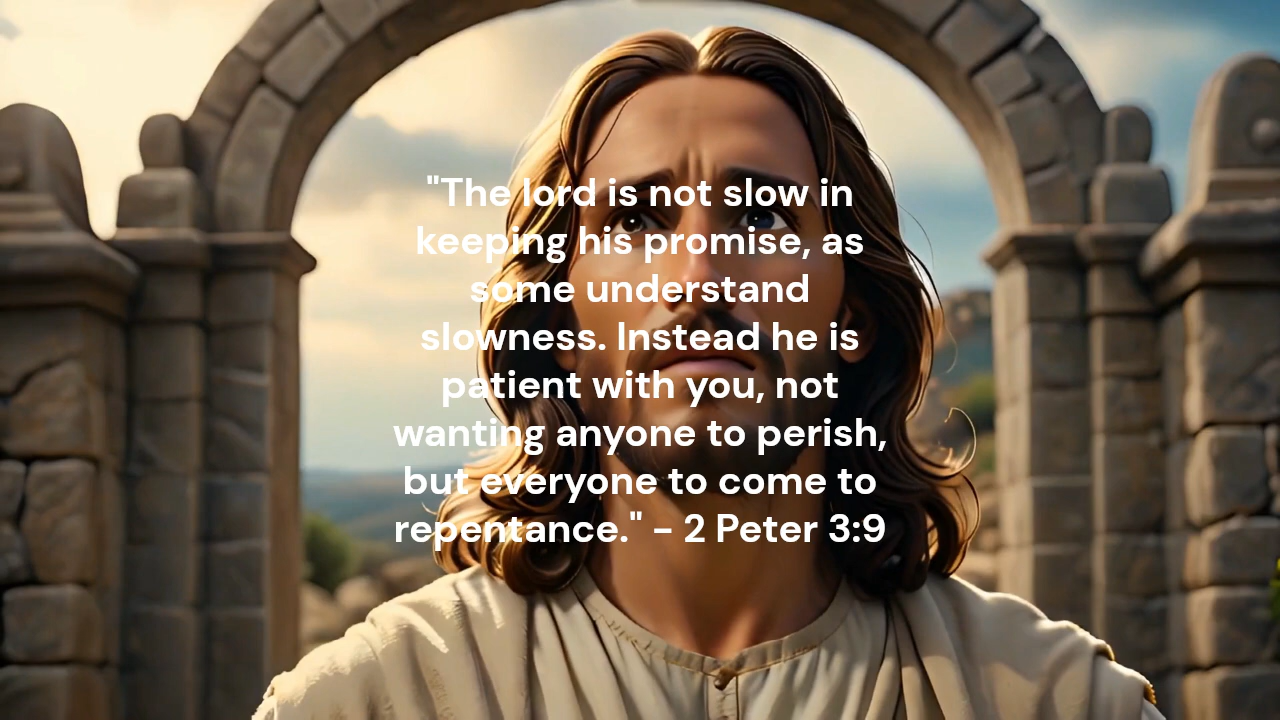 "The lord is not slow in
keeping his promise, as
some understand
slowness. Instead he is
patient with you, not
wanting anyone to perish,
but everyone to come to
repentance." - 2 Peter 3:9